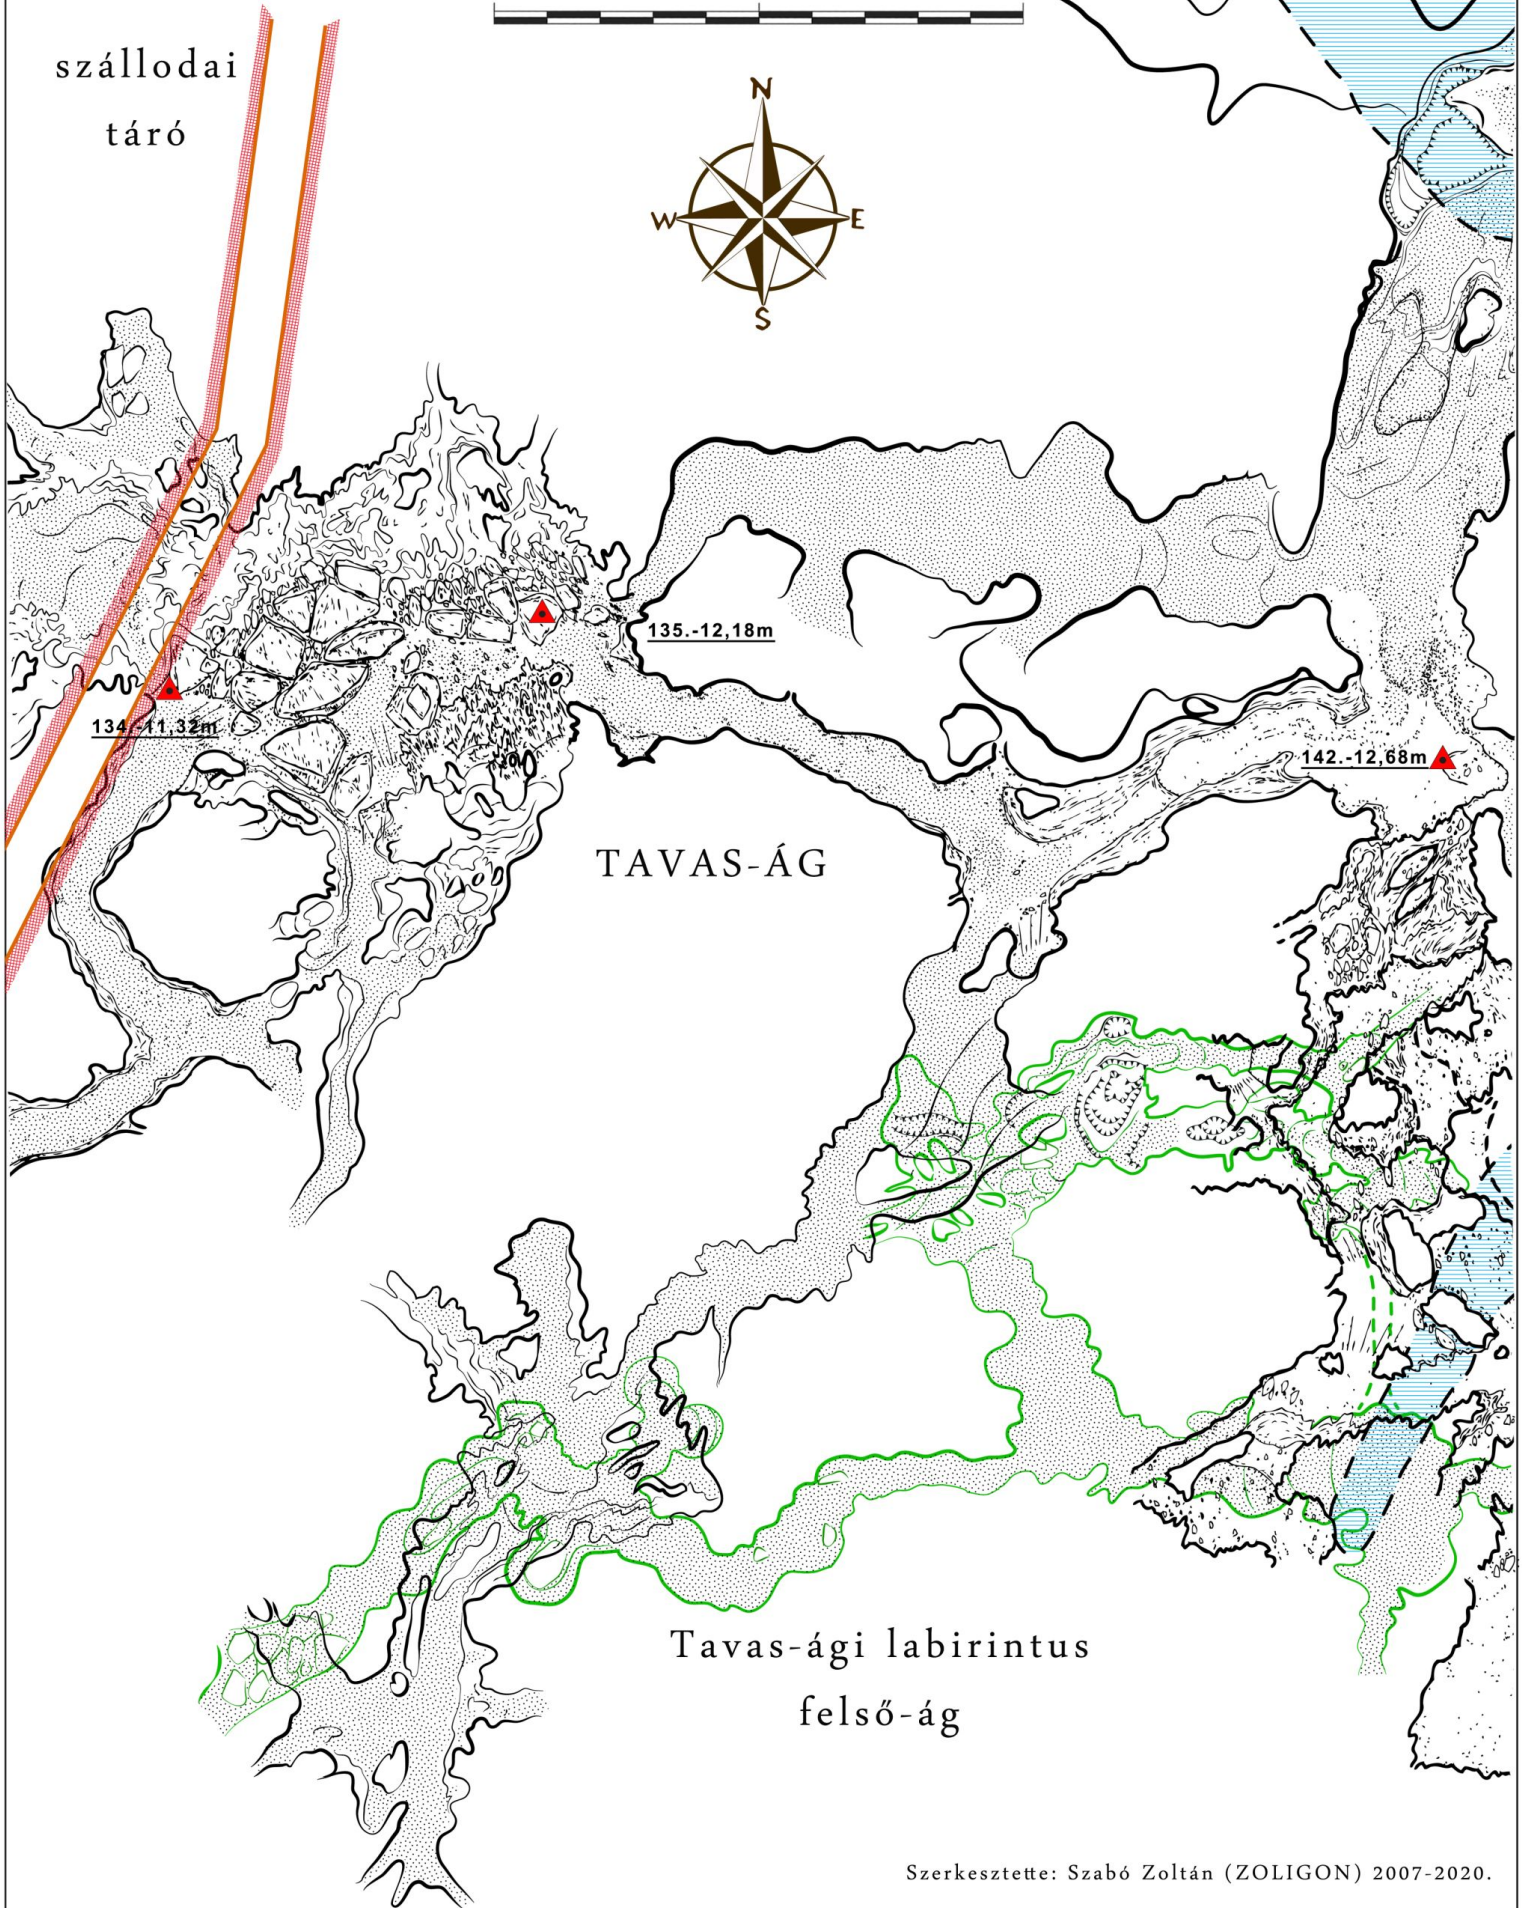 szállodai
táró
N
W
E
S
135.-12,18m
134.-11,32m
142.-12,68m
TAVAS-ÁG
Tavas-ági labirintus
felső-ág
Szerkesztette: Szabó Zoltán (ZOLIGON) 2007-2020.